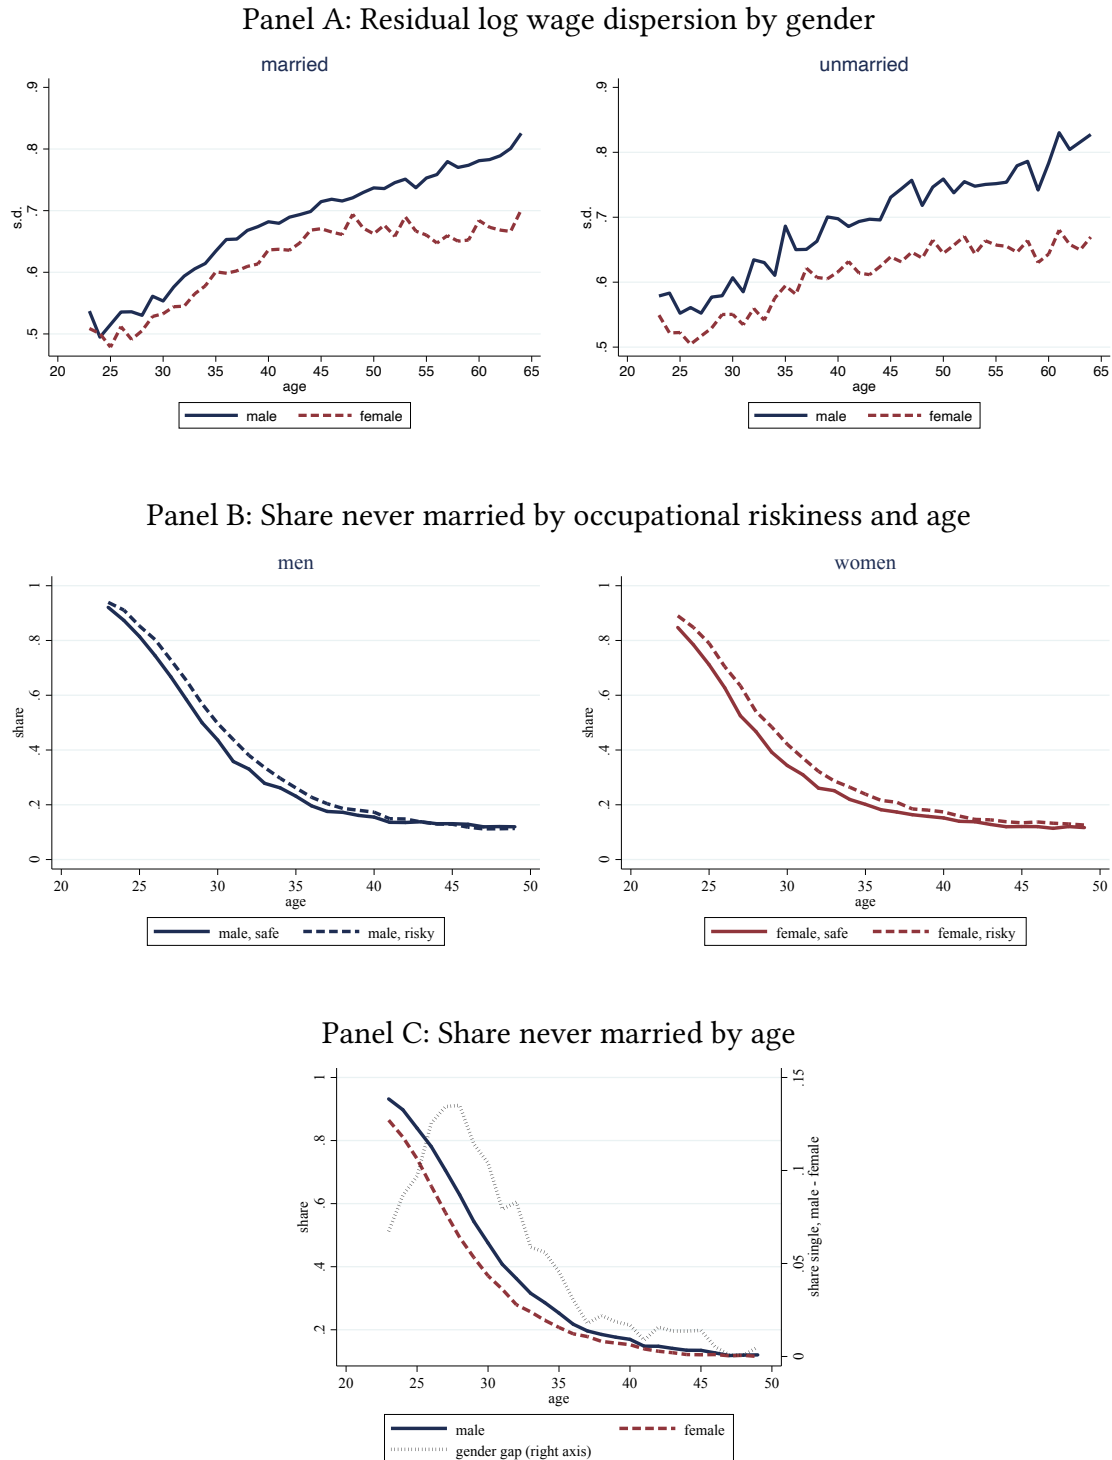 Panel A: Residual log wage dispersion by gender
married
s.d.
.9
.8
.7
.6
.5
20 25 30 35 40 45 50 55 60 65
age
male female
unmarried
s.d.
.9
.8
.7
.6
.5
20 25 30 35 40 45 50 55 60 65
age
male female
Panel B: Share never married by occupational riskiness and age
men
share
1
.8
.6
.4
.2
0
20 25 30 35 40 45 50
age
male, safe male, risky
women
share
1
.8
.6
.4
.2
0
20 25 30 35 40 45 50
age
female, safe female, risky
Panel C: Share never married by age
share
1
.8
.6
.4
.2
.15
.1
.05
0
share single, male - female
20 25 30 35 40 45 50
age
male female
gender gap (right axis)